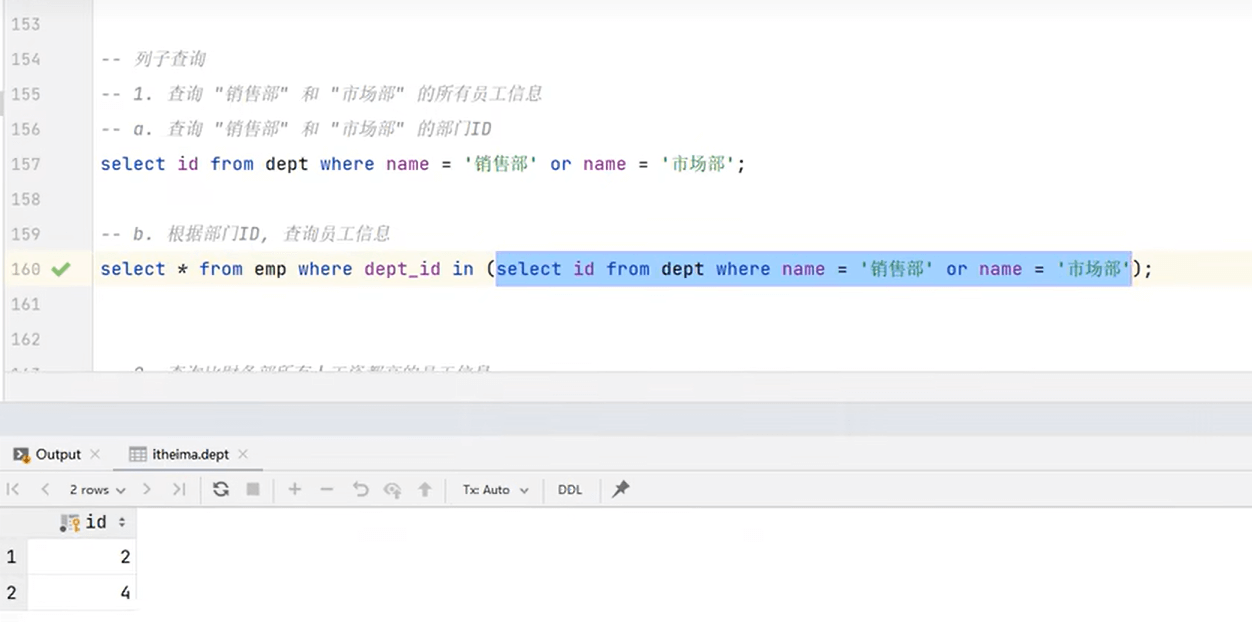 153
154 -- 列子查询
155 -- 1. 查询 "销售部" 和 "市场部" 的所有员工信息
156 -- a. 查询 "销售部" 和 "市场部" 的部门ID
157 select id from dept where name = '销售部' or name = '市场部';
158
159 -- b. 根据部门ID, 查询员工信息
160 select * from emp where dept_id in (select id from dept where name = '销售部' or name = '市场部');
161
162
Output itheima.dept
2 rows Tx: Auto DDL
id
1 2
2 4